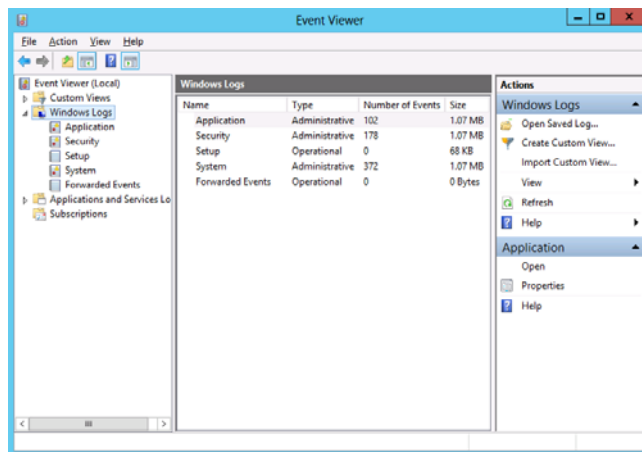 Event Viewer
File Action View Help
Event Viewer (Local)
Custom Views
Windows Logs
Application
Security
Setup
System
Forwarded Events
Applications and Services Lo
Subscriptions
Windows Logs
Name Type Number of Events Size
Application Administrative 102 1.07 MB
Security Administrative 178 1.07 MB
Setup Operational 0 68 KB
System Administrative 372 1.07 MB
Forwarded Events Operational 0 0 Bytes
Actions
Windows Logs
Open Saved Log...
Create Custom View...
Import Custom View...
View
Refresh
Help
Application
Open
Properties
Help